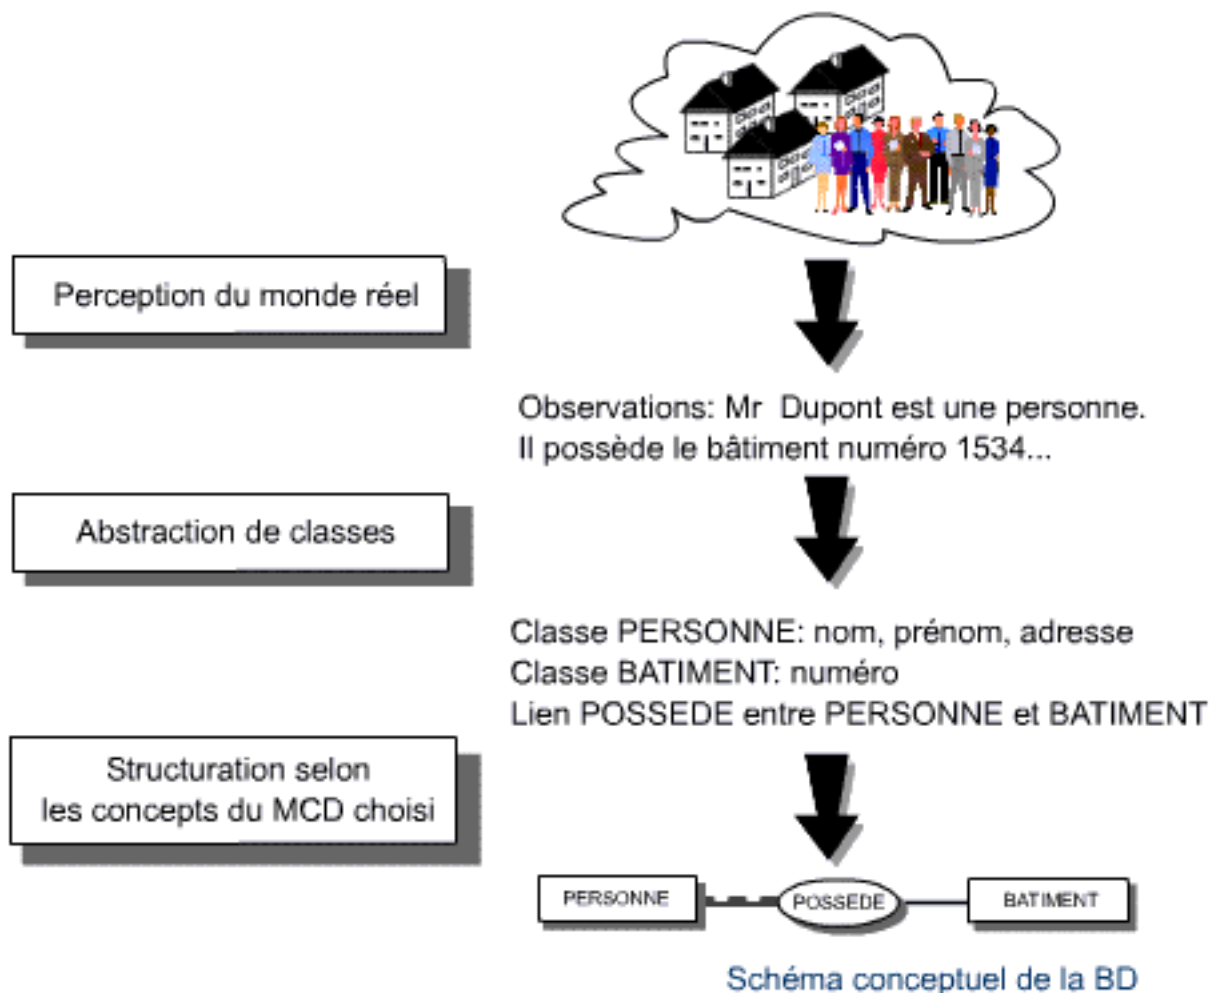 Perception du monde réel
Observations: Mr Dupont est une personne.
Il possède le bâtiment numéro 1534...
Abstraction de classes
Classe PERSONNE: nom, prénom, adresse
Classe BATIMENT: numéro
Lien POSSEDE entre PERSONNE et BATIMENT
Structuration selon
les concepts du MCD choisi
PERSONNE
POSSEDE
BATIMENT
Schéma conceptuel de la BD